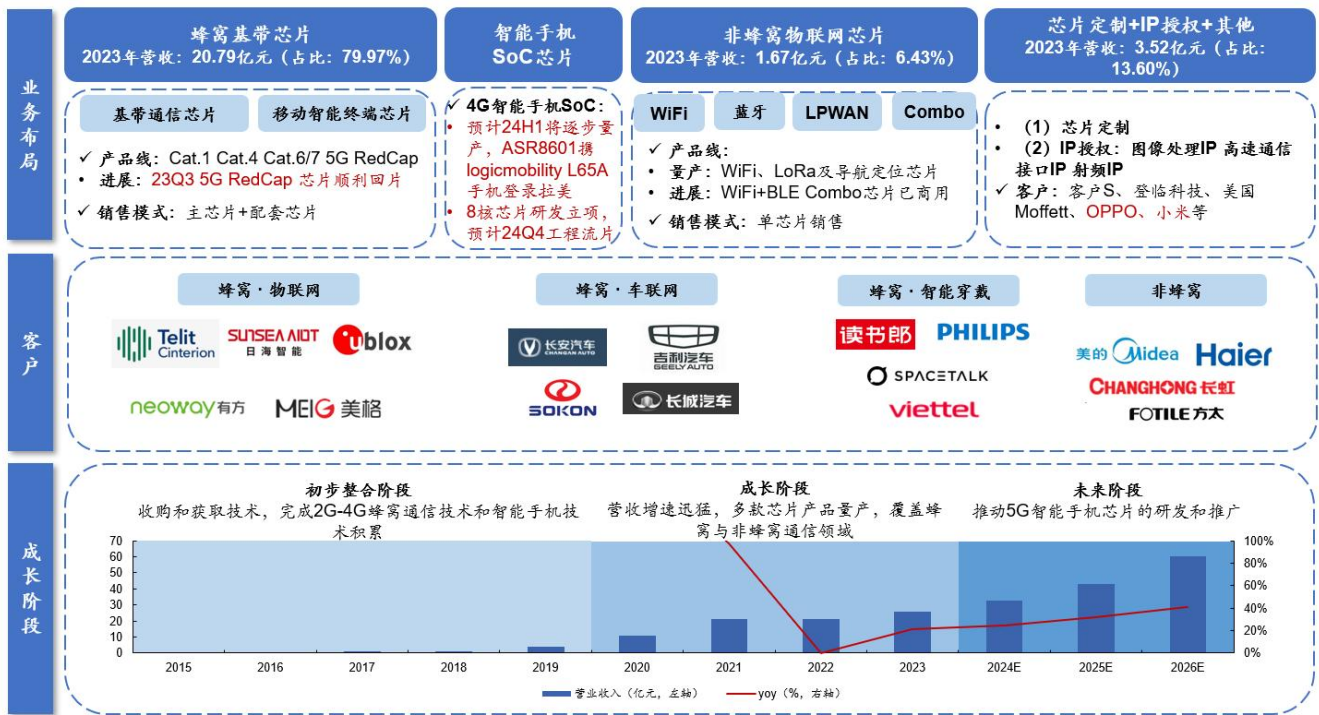 业务布局
蜂窝基带芯片
2023年营收：20.79亿元（占比：79.97%）
基带通信芯片
移动智能终端芯片
✓ 产品线：Cat.1 Cat.4 Cat.6/7 5G RedCap
• 进展：23Q3 5G RedCap 芯片顺利回片
✓ 销售模式：主芯片+配套芯片
智能手机
SoC芯片
✓ 4G智能手机SoC：
• 预计24H1将逐步量
产，ASR8601携
logicmobility L65A
手机登录拉美
• 8核芯片研发立项，
预计24Q4工程流片
非蜂窝物联网芯片
2023年营收：1.67亿元（占比：6.43%）
WiFi
蓝牙
LPWAN
Combo
✓ 产品线：
• 量产：WiFi、LoRa及导航定位芯片
• 进展：WiFi+BLE Combo芯片已商用
✓ 销售模式：单芯片销售
芯片定制+IP授权+其他
2023年营收：3.52亿元（占比：
13.60%）
• （1）芯片定制
• （2）IP授权：图像处理IP 高速通信
接口IP 射频IP
✓ 客户：客户S、登临科技、美国
Moffett、OPPO、小米等
客户
蜂窝·物联网
Telit
Cinterion
SUNSEA AIOT
日海智能
ublox
neoway有方
MEIG美格
蜂窝·车联网
长安汽车
CHANGAN AUTO
吉利汽车
GEELY AUTO
SOKON
长城汽车
蜂窝·智能穿戴
读书郎
PHILIPS
SPACETALK
viettel
非蜂窝
美的 Midea
Haier
CHANGHONG长虹
FOTILE方太
成长阶段
初步整合阶段
收购和获取技术，完成2G-4G蜂窝通信技术和智能手机技
术积累
成长阶段
营收增速迅猛，多款芯片产品量产，覆盖蜂
窝与非蜂窝通信领域
未来阶段
推动5G智能手机芯片的研发和推广
70
60
50
40
30
20
10
0
100%
80%
60%
40%
20%
0%
2015
2016
2017
2018
2019
2020
2021
2022
2023
2024E
2025E
2026E
营业收入（亿元，左轴）
yoy（%，右轴）